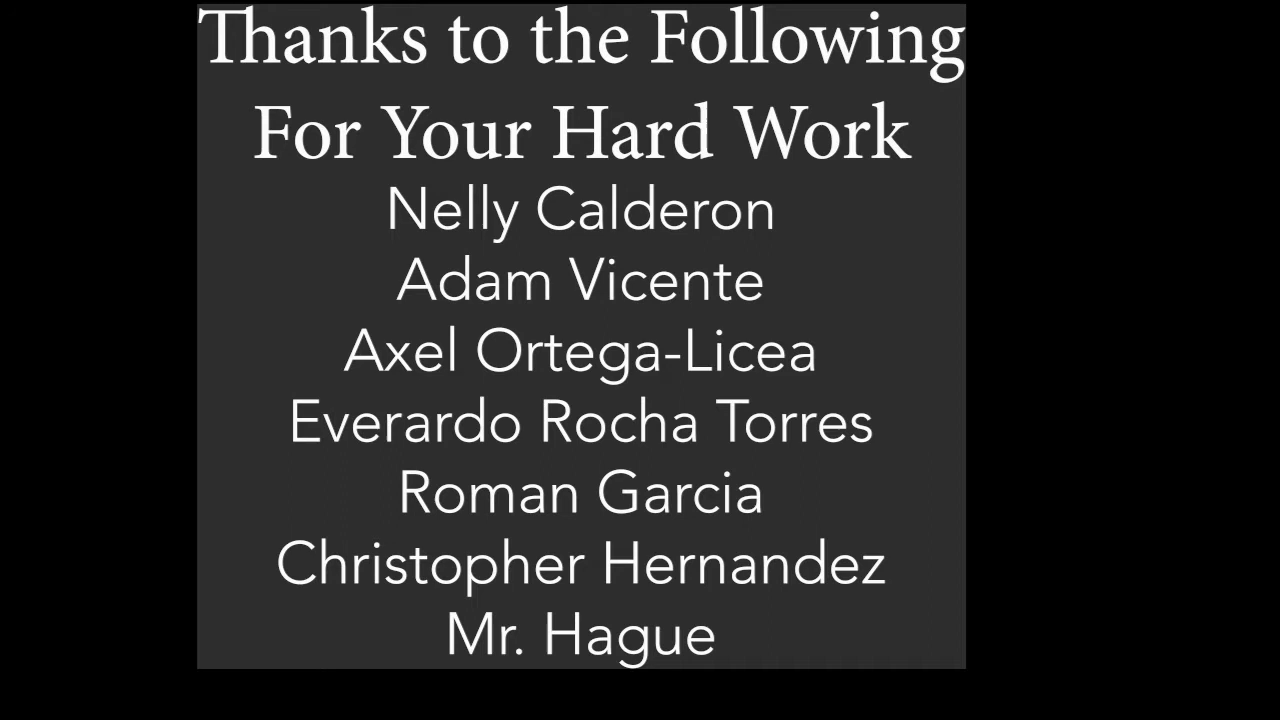 Thanks to the Following
For Your Hard Work
Nelly Calderon
Adam Vicente
Axel Ortega-Licea
Everardo Rocha Torres
Roman Garcia
Christopher Hernandez
Mr. Hague